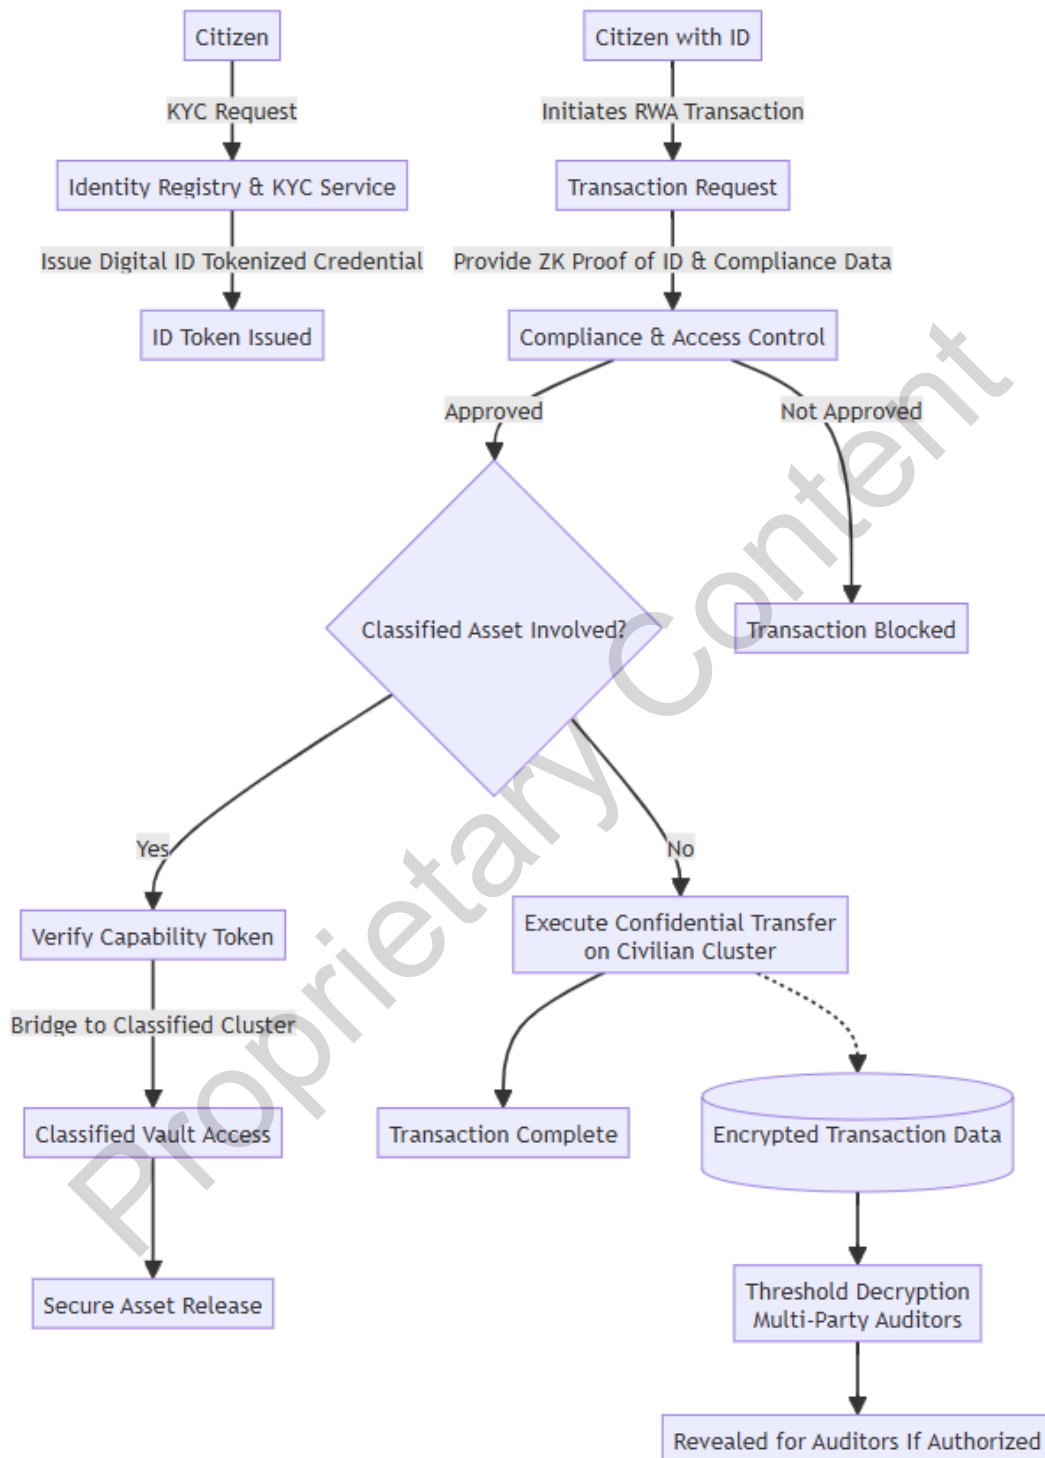 Citizen
Citizen with ID
KYC Request
Initiates RWA Transaction
Identity Registry & KYC Service
Transaction Request
Issue Digital ID Tokenized Credential
Provide ZK Proof of ID & Compliance Data
ID Token Issued
Compliance & Access Control
Approved
Not Approved
Classified Asset Involved?
Transaction Blocked
Yes
No
Verify Capability Token
Execute Confidential Transfer
on Civilian Cluster
Bridge to Classified Cluster
Classified Vault Access
Transaction Complete
Encrypted Transaction Data
Secure Asset Release
Threshold Decryption
Multi-Party Auditors
Revealed for Auditors If Authorized
Proprietary Content